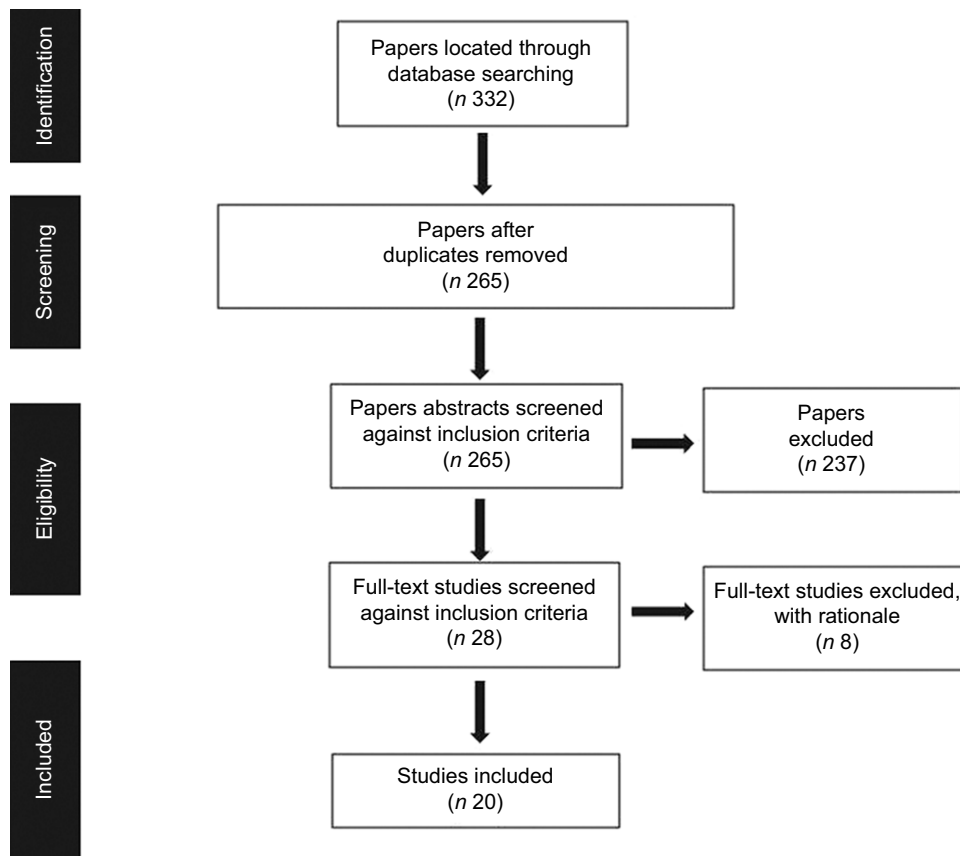 Identification
Papers located through
database searching
(n 332)
Screening
Papers after
duplicates removed
(n 265)
Eligibility
Papers abstracts screened
against inclusion criteria
(n 265)
Papers
excluded
(n 237)
Full-text studies screened
against inclusion criteria
(n 28)
Full-text studies excluded,
with rationale
(n 8)
Included
Studies included
(n 20)